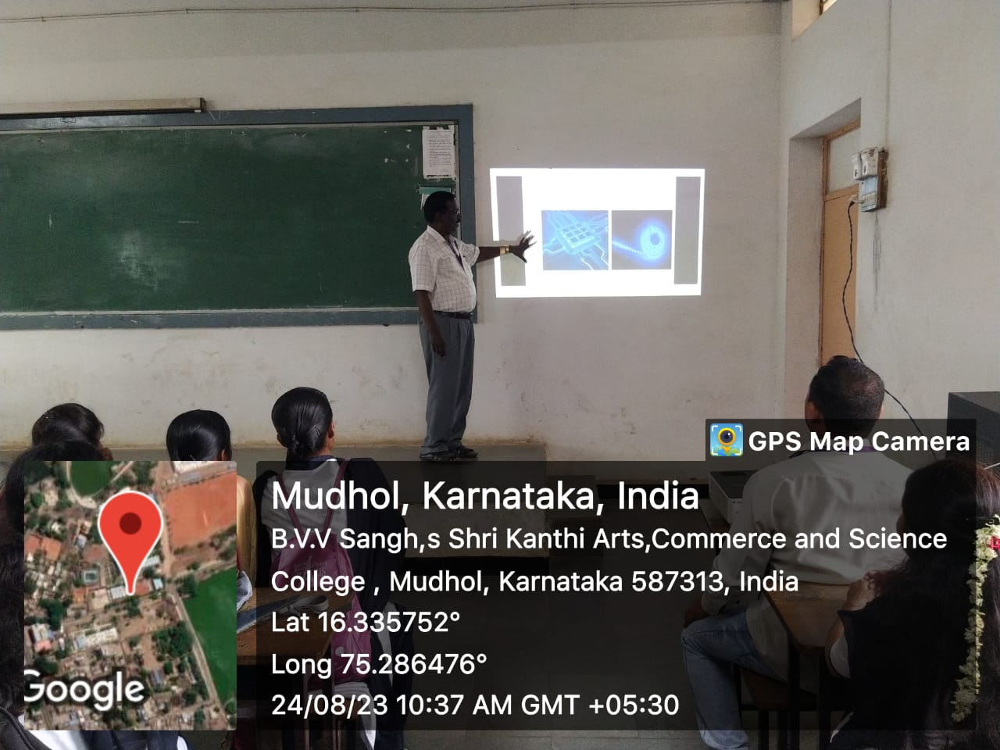 GPS Map Camera
Mudhol, Karnataka, India
B.V.V Sangh,s Shri Kanthi Arts,Commerce and Science
College , Mudhol, Karnataka 587313, India
Lat 16.335752°
Long 75.286476°
24/08/23 10:37 AM GMT +05:30
Google